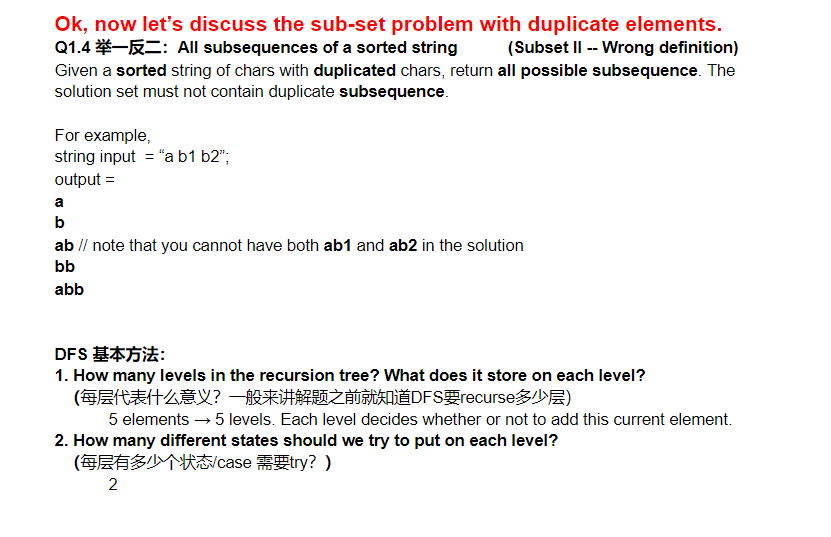 Ok, now let’s discuss the sub-set problem with duplicate elements.
Q1.4 举一反二：All subsequences of a sorted string (Subset II -- Wrong definition)
Given a sorted string of chars with duplicated chars, return all possible subsequence. The
solution set must not contain duplicate subsequence.
For example,
string input = “a b1 b2”;
output =
a
b
ab // note that you cannot have both ab1 and ab2 in the solution
bb
abb
DFS 基本方法：
1. How many levels in the recursion tree? What does it store on each level?
(每层代表什么意义？一般来讲解题之前就知道DFS要recurse多少层)
5 elements → 5 levels. Each level decides whether or not to add this current element.
2. How many different states should we try to put on each level?
(每层有多少个状态/case 需要try？)
2